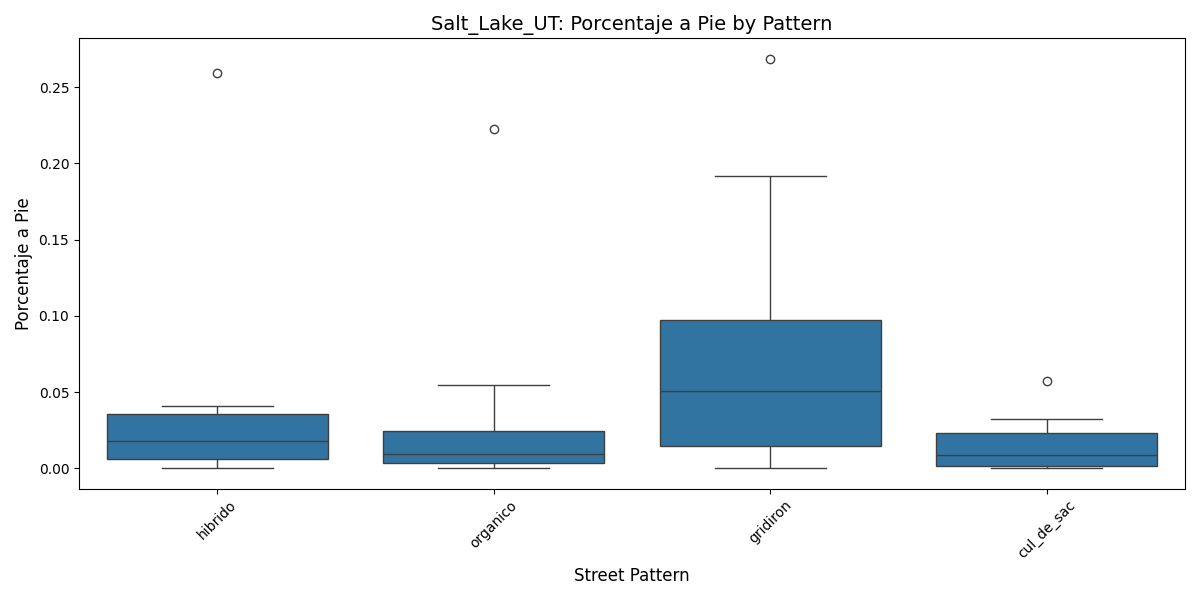 Salt_Lake_UT: Porcentaje a Pie by Pattern
Porcentaje a Pie
0.25
0.20
0.15
0.10
0.05
0.00
hibrido
organico
gridiron
cul_de_sac
Street Pattern